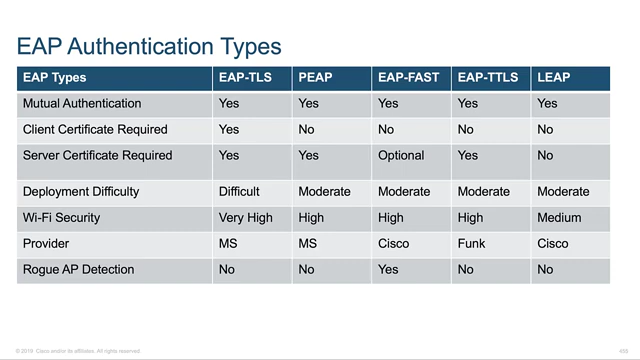 EAP Authentication Types
EAP Types EAP-TLS PEAP EAP-FAST EAP-TTLS LEAP
Mutual Authentication Yes Yes Yes Yes Yes
Client Certificate Required Yes No No No No
Server Certificate Required Yes Yes Optional Yes No
Deployment Difficulty Difficult Moderate Moderate Moderate Moderate
Wi-Fi Security Very High High High High Medium
Provider MS MS Cisco Funk Cisco
Rogue AP Detection No No Yes No No
© 2019 Cisco and/or its affiliates. All rights reserved. 458